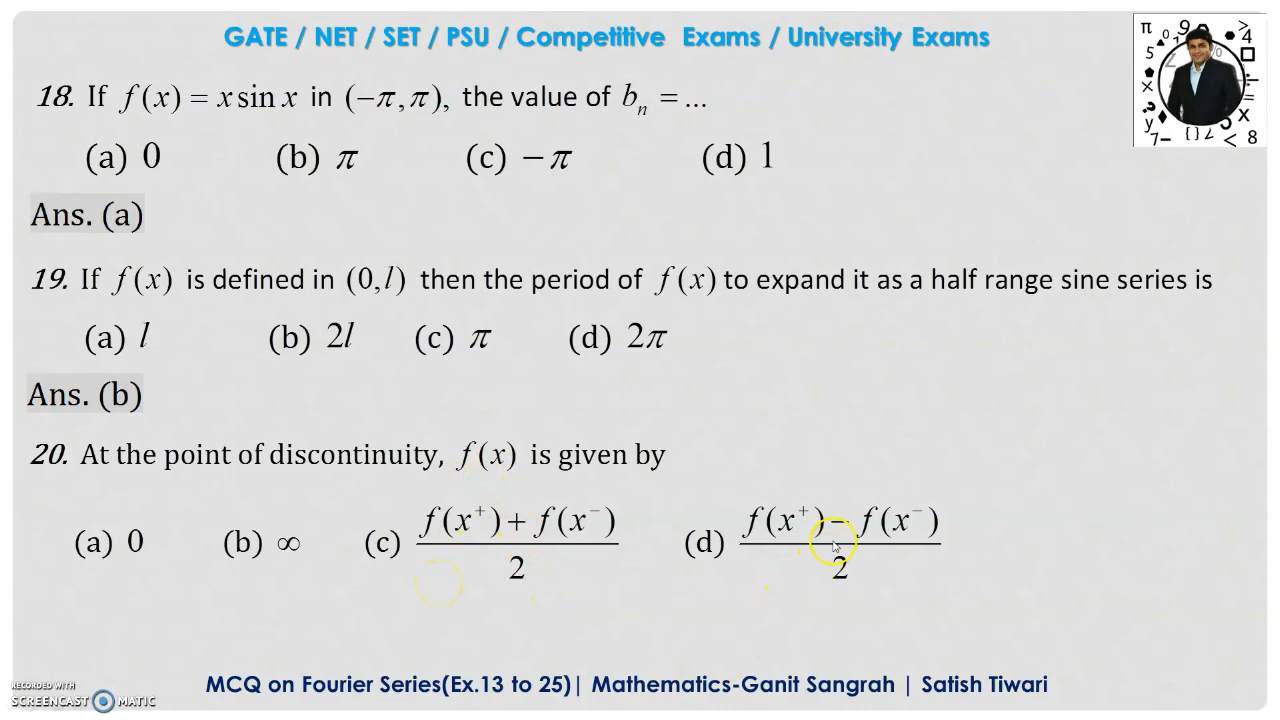 GATE / NET / SET / PSU / Competitive Exams / University Exams
18. If f(x) = x sin x in (−π, π), the value of bₙ = ...
(a) 0 (b) π (c) −π (d) 1
Ans. (a)
19. If f(x) is defined in (0, l) then the period of f(x) to expand it as a half range sine series is
(a) l (b) 2l (c) π (d) 2π
Ans. (b)
20. At the point of discontinuity, f(x) is given by
(a) 0 (b) ∞ (c) f(x⁺) + f(x⁻) / 2 (d) f(x⁺) − f(x⁻) / 2
MCQ on Fourier Series(Ex.13 to 25)| Mathematics-Ganit Sangrah | Satish Tiwari
RECORDED WITH
SCREENCAST MATIC